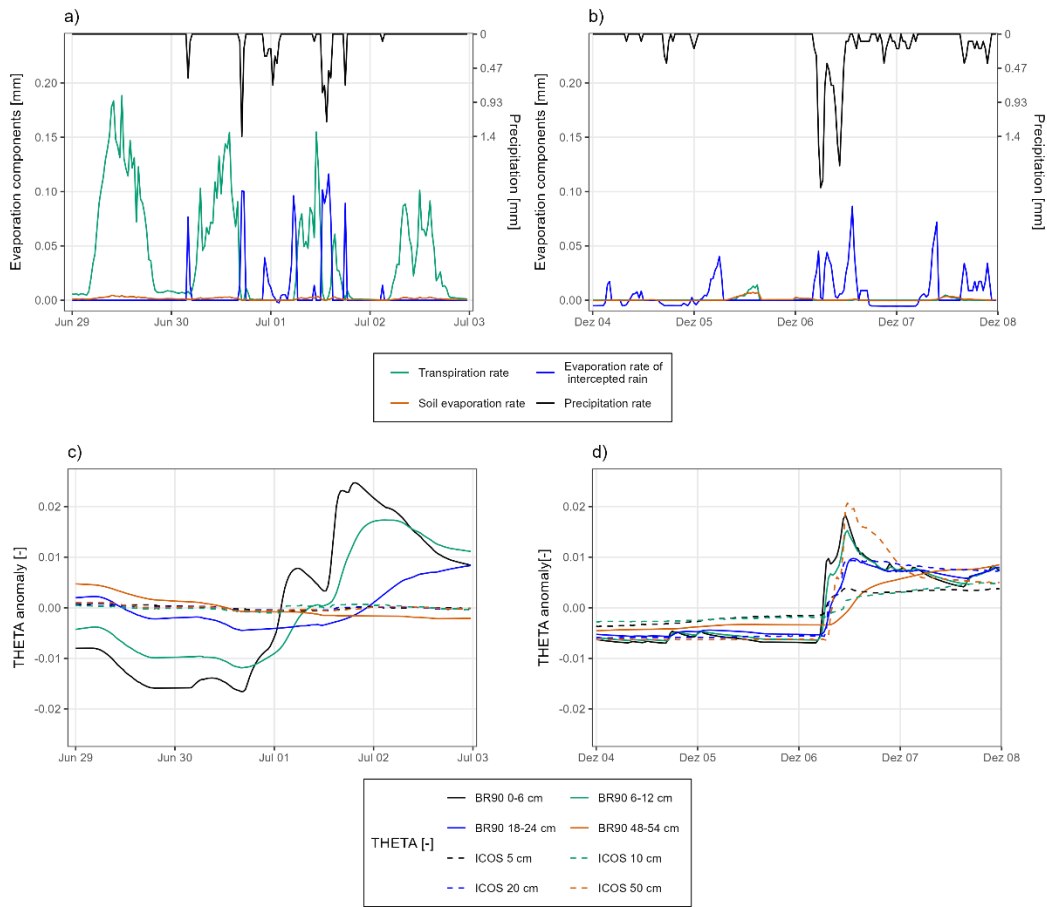 a)
Evaporation components [mm]
0.20
0.15
0.10
0.05
0.00
0
0.47
0.93
1.4
Precipitation [mm]
Jun 29
Jun 30
Jul 01
Jul 02
Jul 03
b)
Evaporation components [mm]
0.20
0.15
0.10
0.05
0.00
0
0.47
0.93
1.4
Precipitation [mm]
Dez 04
Dez 05
Dez 06
Dez 07
Dez 08
Transpiration rate
Evaporation rate of
intercepted rain
Soil evaporation rate
Precipitation rate
c)
THETA anomaly [-]
0.02
0.01
0.00
-0.01
-0.02
Jun 29
Jun 30
Jul 01
Jul 02
Jul 03
d)
THETA anomaly[-]
0.02
0.01
0.00
-0.01
-0.02
Dez 04
Dez 05
Dez 06
Dez 07
Dez 08
THETA [-]
BR90 0-6 cm
BR90 6-12 cm
BR90 18-24 cm
BR90 48-54 cm
ICOS 5 cm
ICOS 10 cm
ICOS 20 cm
ICOS 50 cm